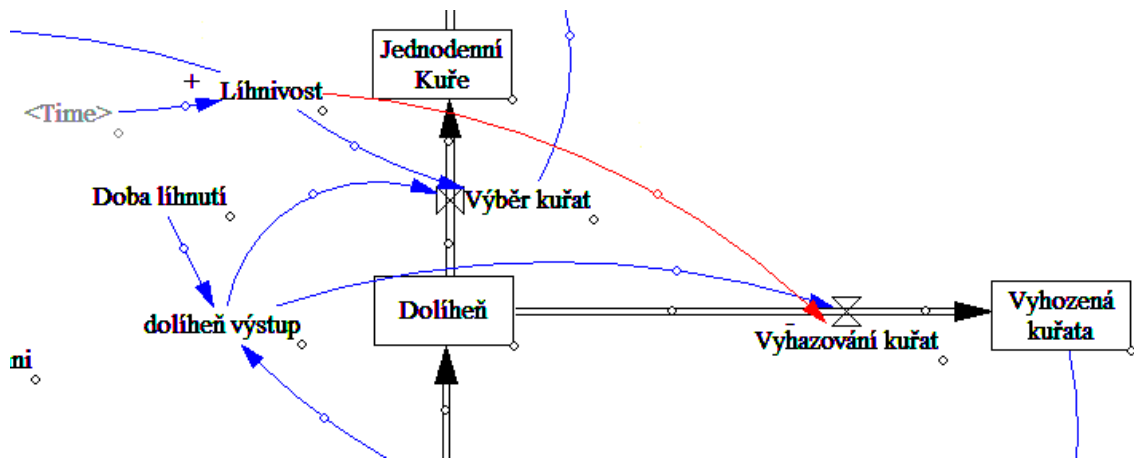 Jednodenní
Kuře
+
Líhnivost
<Time>
Doba líhnutí
Výběr kuřat
Dolíheň
dolíheň výstup
-
Vyhazování kuřat
Vyhozená
kuřata
ni